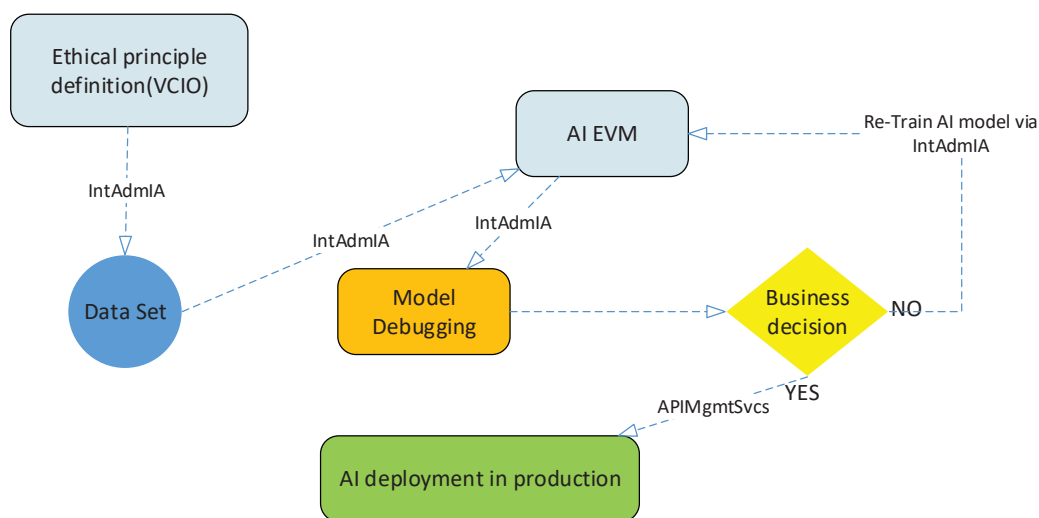 Ethical principle
definition(VCIO)
AI EVM
Re-Train AI model via
IntAdmIA
IntAdmIA
IntAdmIA
IntAdmIA
Data Set
Model
Debugging
Business
decision
NO
YES
APIMgmtSvcs
AI deployment in production